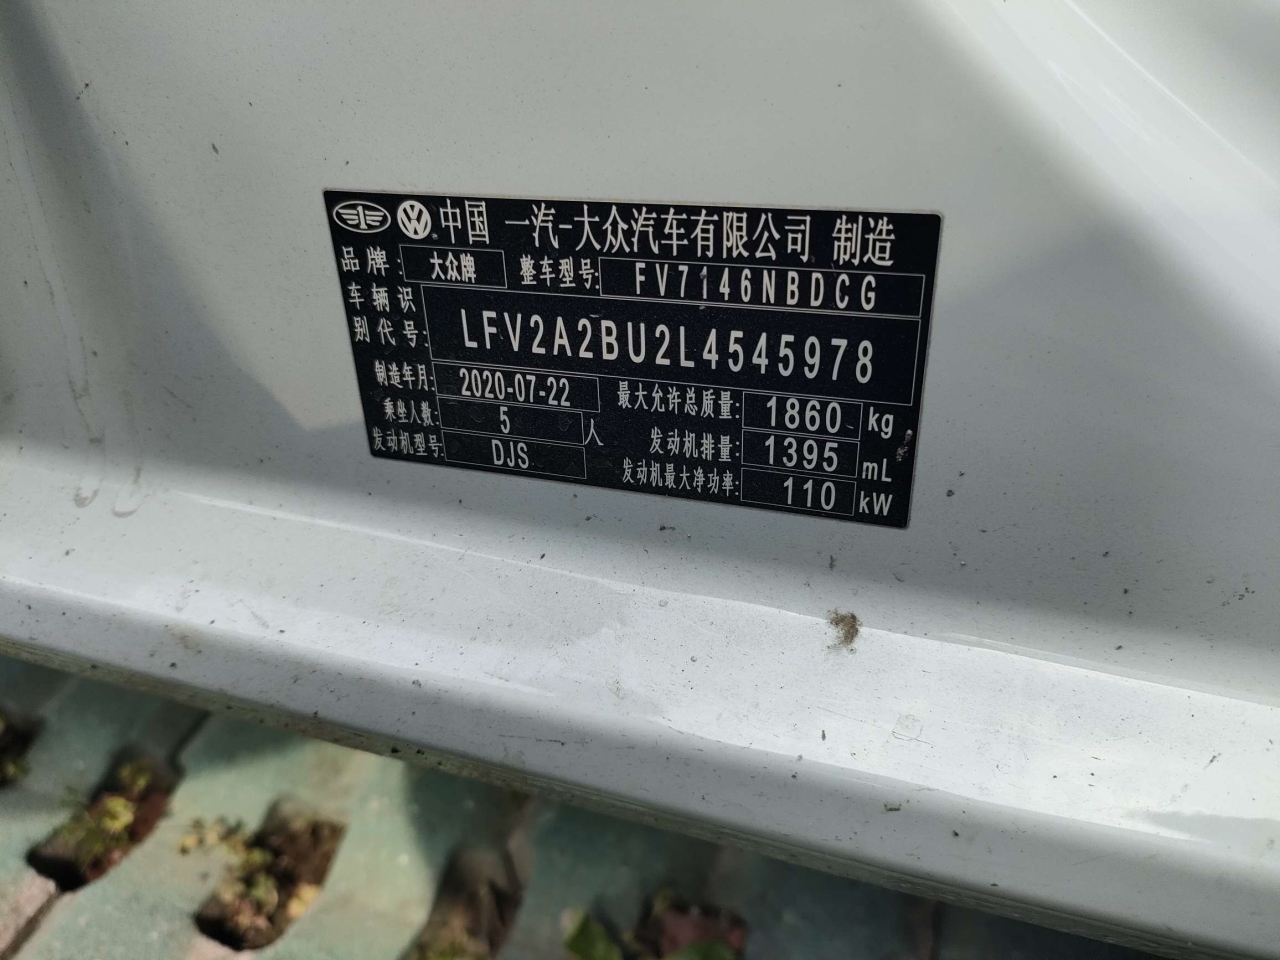 中国 一汽-大众汽车有限公司 制造
品牌: 大众牌 整车型号: FV7146NBDCG
车辆识别代号: LFV2A2BU2L4545978
制造年月: 2020-07-22 最大允许总质量: 1860 kg
乘坐人数: 5 人 发动机排量: 1395 mL
发动机型号: DJS 发动机最大净功率: 110 kW